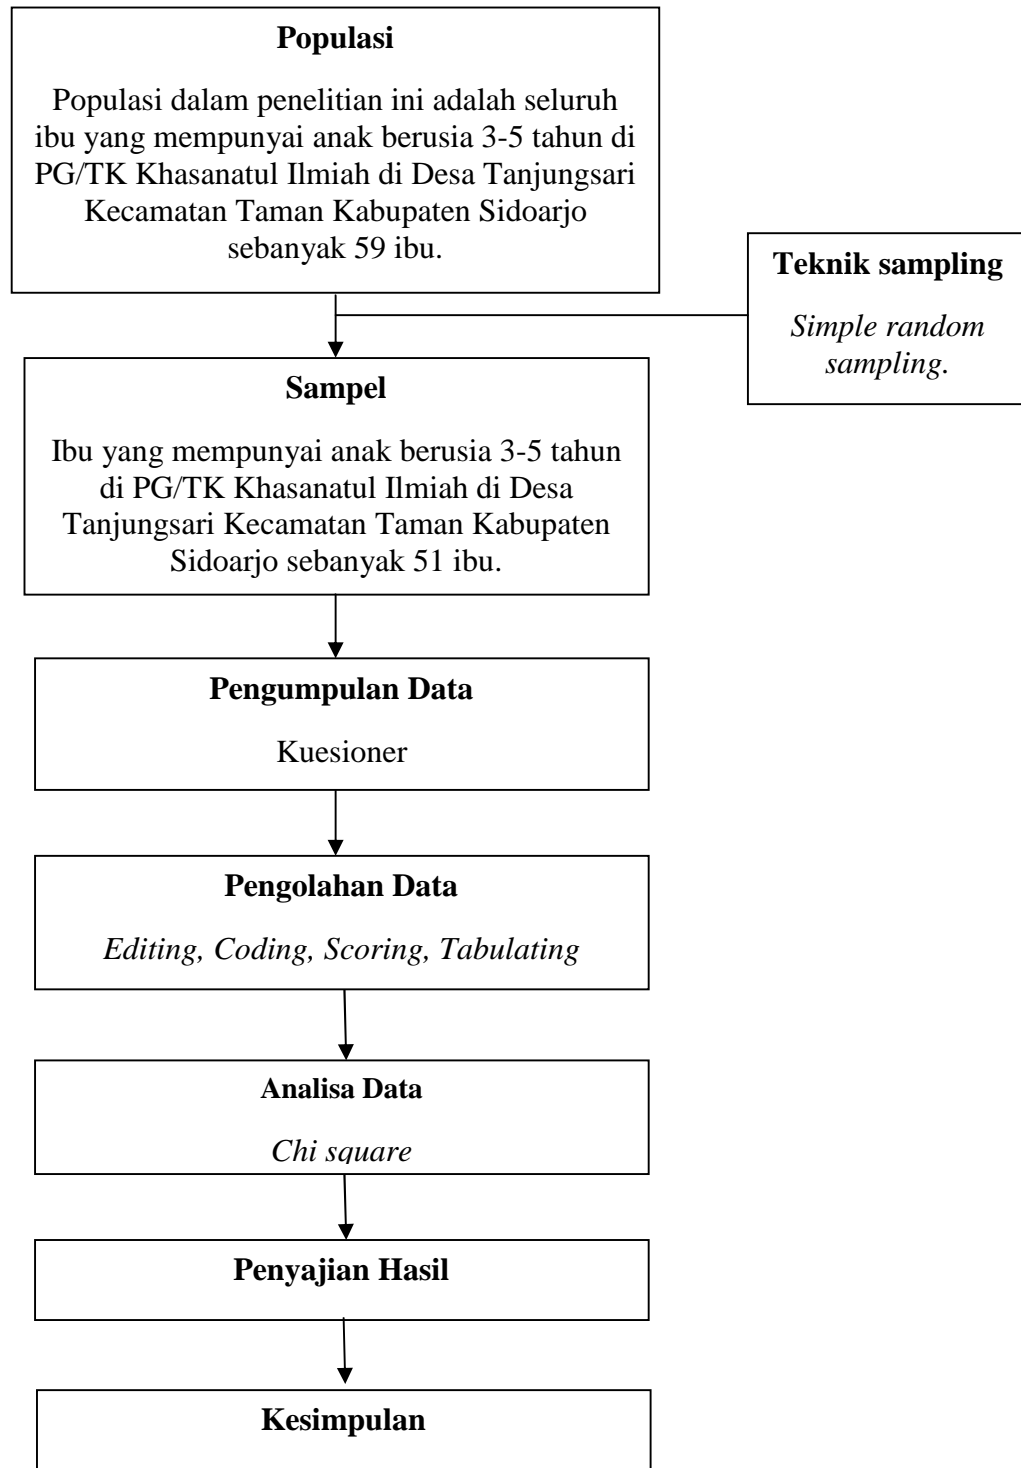 Populasi
Populasi dalam penelitian ini adalah seluruh
ibu yang mempunyai anak berusia 3-5 tahun di
PG/TK Khasanatul Ilmiah di Desa Tanjungsari
Kecamatan Taman Kabupaten Sidoarjo
sebanyak 59 ibu.
Teknik sampling
Simple random
sampling.
Sampel
Ibu yang mempunyai anak berusia 3-5 tahun
di PG/TK Khasanatul Ilmiah di Desa
Tanjungsari Kecamatan Taman Kabupaten
Sidoarjo sebanyak 51 ibu.
Pengumpulan Data
Kuesioner
Pengolahan Data
Editing, Coding, Scoring, Tabulating
Analisa Data
Chi square
Penyajian Hasil
Kesimpulan